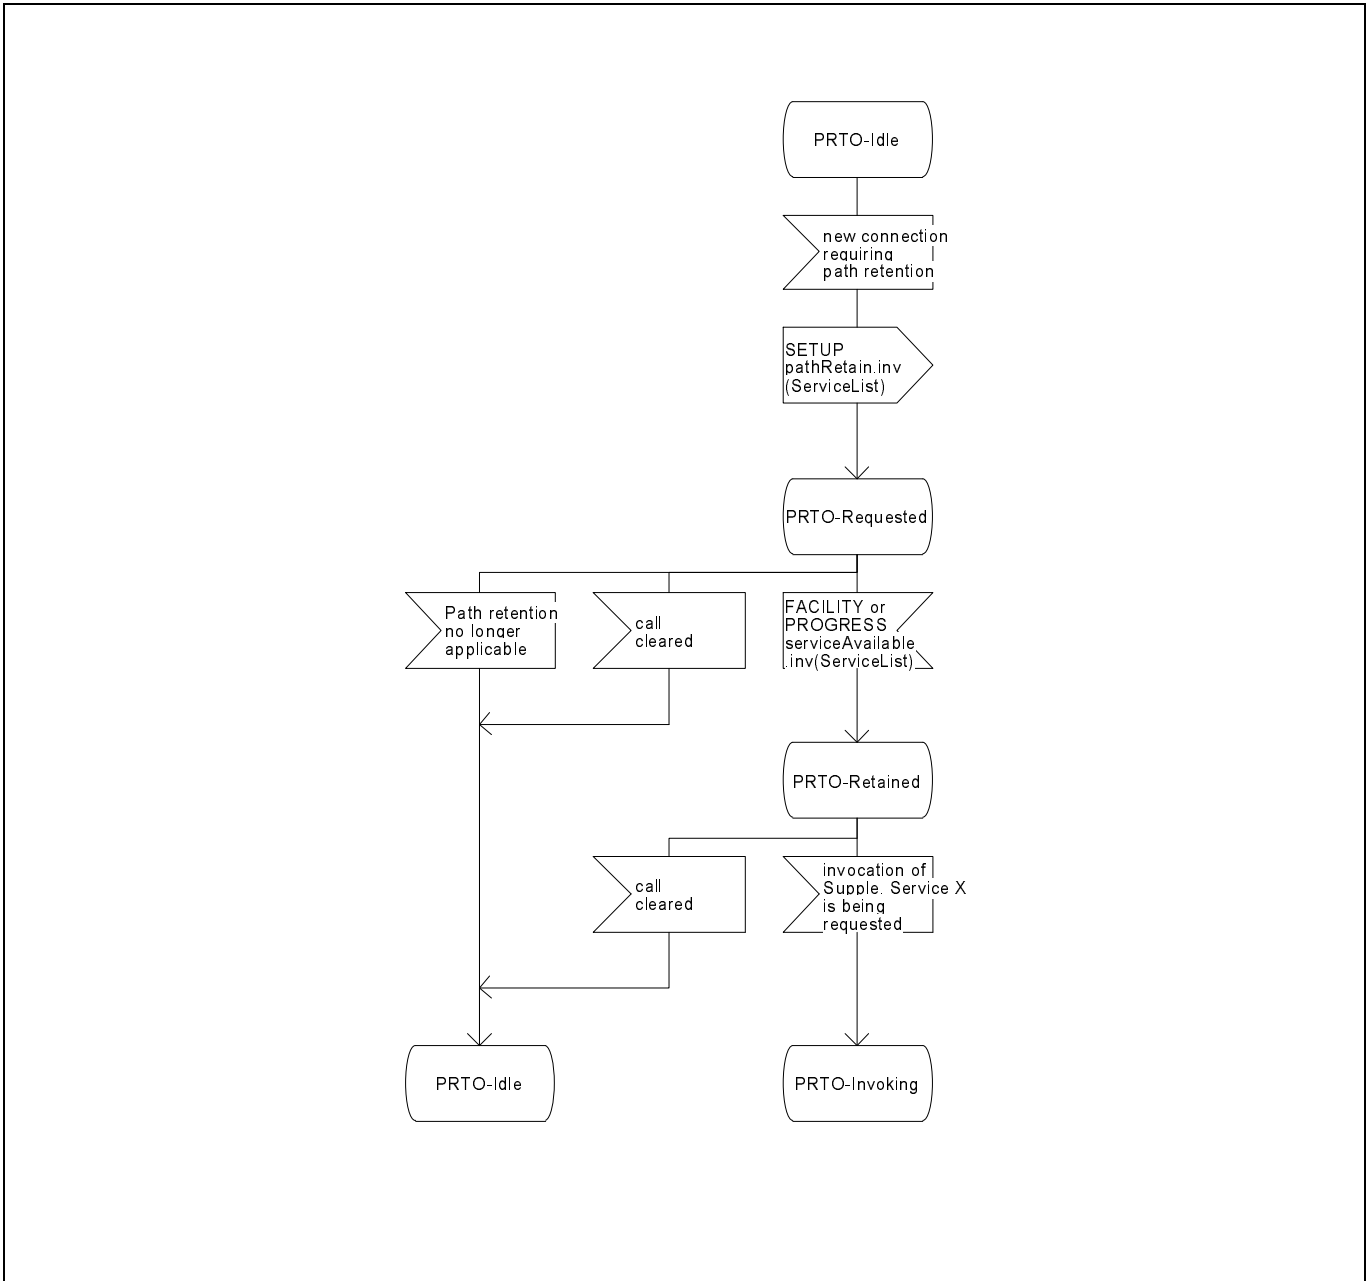 PRTO-Idle
new connection
requiring
path retention
SETUP
pathRetain.inv
(ServiceList)
PRTO-Requested
Path retention
no longer
applicable
call
cleared
FACILITY or
PROGRESS
serviceAvailable
.inv(ServiceList)
PRTO-Retained
call
cleared
invocation of
Supple. Service X
is being
requested
PRTO-Idle
PRTO-Invoking